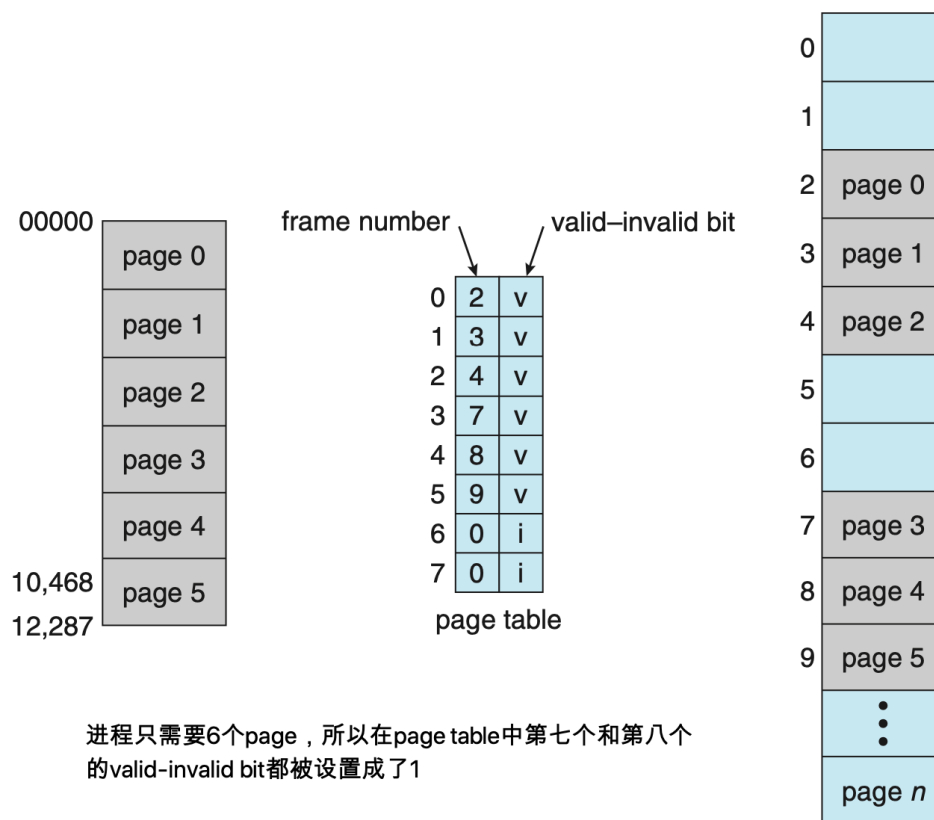 00000
page 0
page 1
page 2
page 3
page 4
page 5
10,468
12,287
frame number
valid–invalid bit
0 2 v
1 3 v
2 4 v
3 7 v
4 8 v
5 9 v
6 0 i
7 0 i
page table
0
1
2 page 0
3 page 1
4 page 2
5
6
7 page 3
8 page 4
9 page 5
page n
进程只需要6个page，所以在page table中第七个和第八个
的valid-invalid bit都被设置成了1